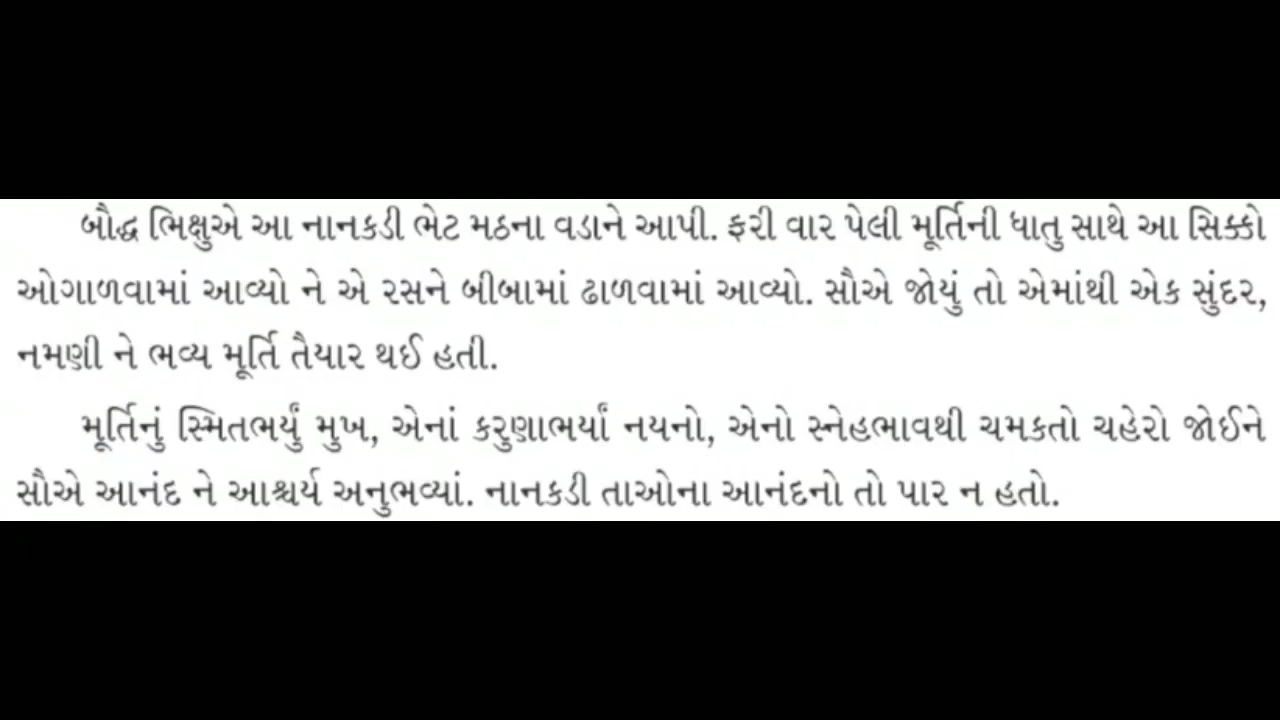 બૌદ્ધ ભિક્ષુએ આ નાનકડી ભેટ મઠના વડાને આપી. ફરી વાર પેલી મૂર્તિની ધાતુ સાથે આ સિક્કો
ઓગાળવામાં આવ્યો ને એ રસને બીબામાં ઢાળવામાં આવ્યો. સૌએ જોયું તો એમાંથી એક સુંદર,
નમણી ને ભવ્ય મૂર્તિ તૈયાર થઈ હતી.
મૂર્તિનું સ્મિતભર્યું મુખ, એનાં કરુણાભર્યાં નયનો, એનો સ્નેહભાવથી ચમકતો ચહેરો જોઈને
સૌએ આનંદ ને આશ્ચર્ય અનુભવ્યાં. નાનકડી તાઓના આનંદનો તો પાર ન હતો.